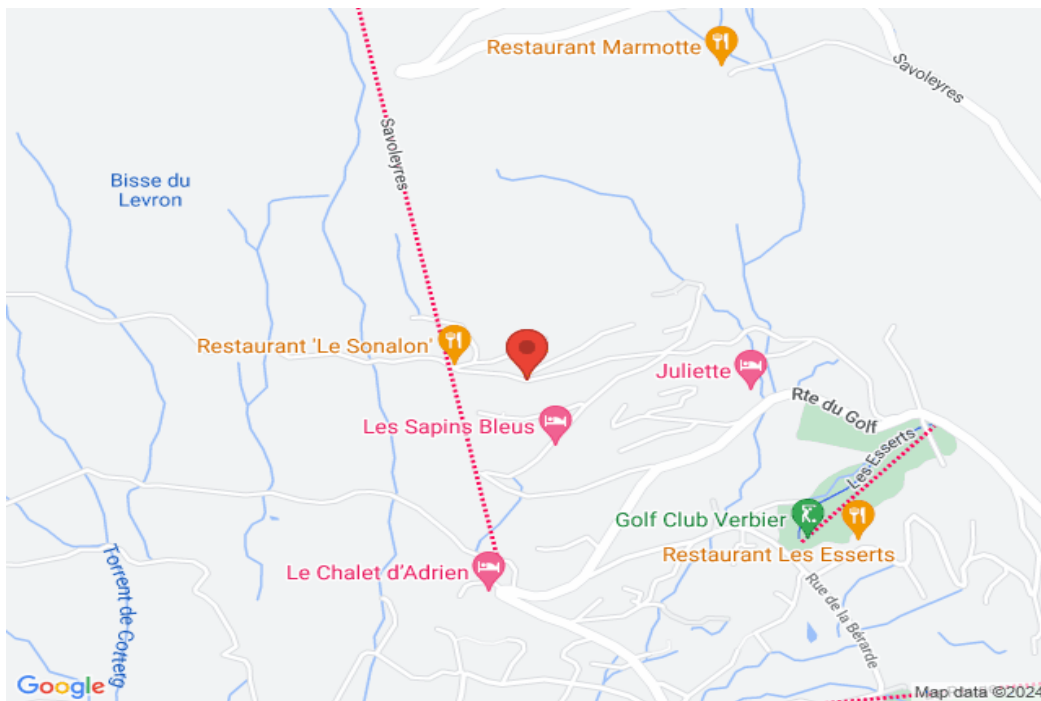 Restaurant Marmotte
Savoleyres
Savoleyres
Bisse du
Levron
Restaurant 'Le Sonalon'
Juliette
Rte du Golf
Les Sapins Bleus
Les Esserts
Golf Club Verbier
Restaurant Les Esserts
Le Chalet d'Adrien
Torrent de Cotterg
Rue de la Bérarde
Google
Map data ©2024